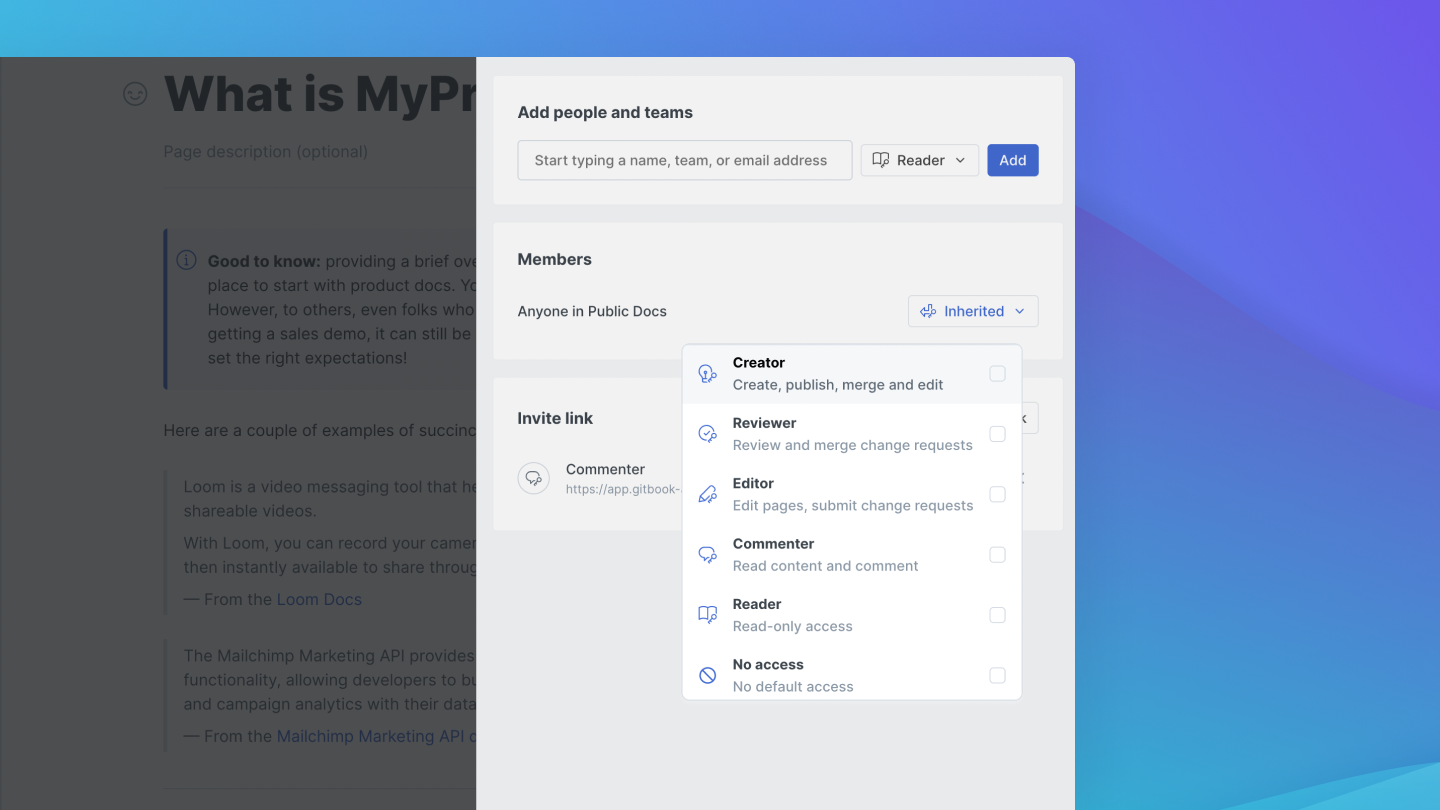 What is MyPr
Page description (optional)
Good to know: providing a brief ove
place to start with product docs. Yo
However, to others, even folks who
getting a sales demo, it can still be
set the right expectations!
Here are a couple of examples of succinc
Loom is a video messaging tool that he
shareable videos.
With Loom, you can record your camer
then instantly available to share throug
— From the Loom Docs
The Mailchimp Marketing API provides
functionality, allowing developers to bu
and campaign analytics with their data
— From the Mailchimp Marketing API d
Add people and teams
Start typing a name, team, or email address
Reader
Add
Members
Anyone in Public Docs
Inherited
Invite link
Commenter
https://app.gitbook-
Creator
Create, publish, merge and edit
Reviewer
Review and merge change requests
Editor
Edit pages, submit change requests
Commenter
Read content and comment
Reader
Read-only access
No access
No default access